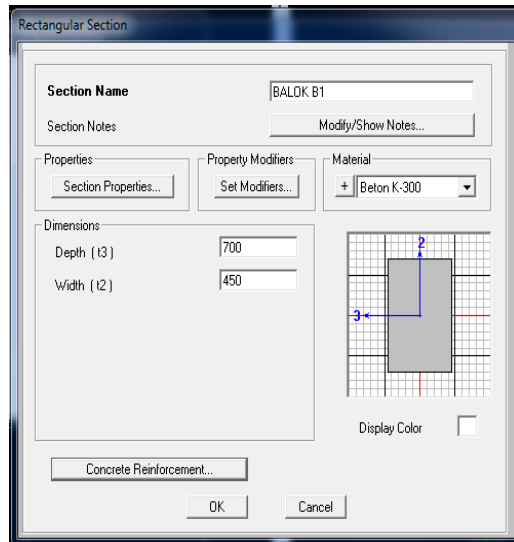 Rectangular Section
Section Name BALOK B1
Section Notes Modify/Show Notes...
Properties Property Modifiers Material
Section Properties... Set Modifiers... + Beton K-300
Dimensions
Depth ( t3 ) 700
Width ( t2 ) 450
2
3
Display Color
Concrete Reinforcement...
OK Cancel